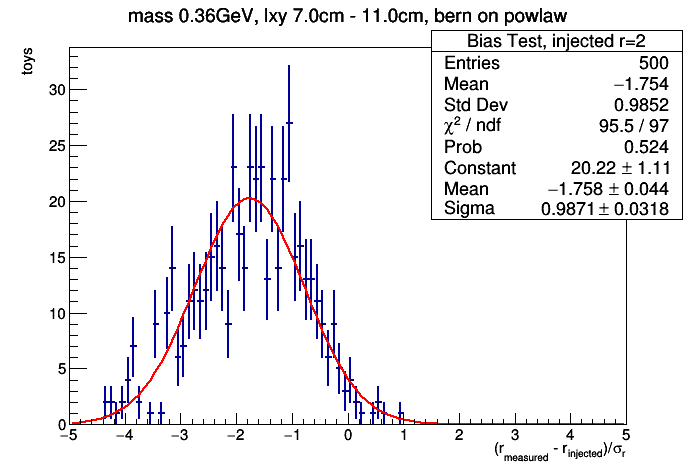 mass 0.36GeV, lxy 7.0cm - 11.0cm, bern on powlaw
Bias Test, injected r=2
Entries 500
Mean −1.754
Std Dev 0.9852
χ² / ndf 95.5 / 97
Prob 0.524
Constant 20.22 ± 1.11
Mean −1.758 ± 0.044
Sigma 0.9871 ± 0.0318
toys
30
25
20
15
10
5
0
−5 −4 −3 −2 −1 0 1 2 3 4 5
(r_measured - r_injected)/σ_r